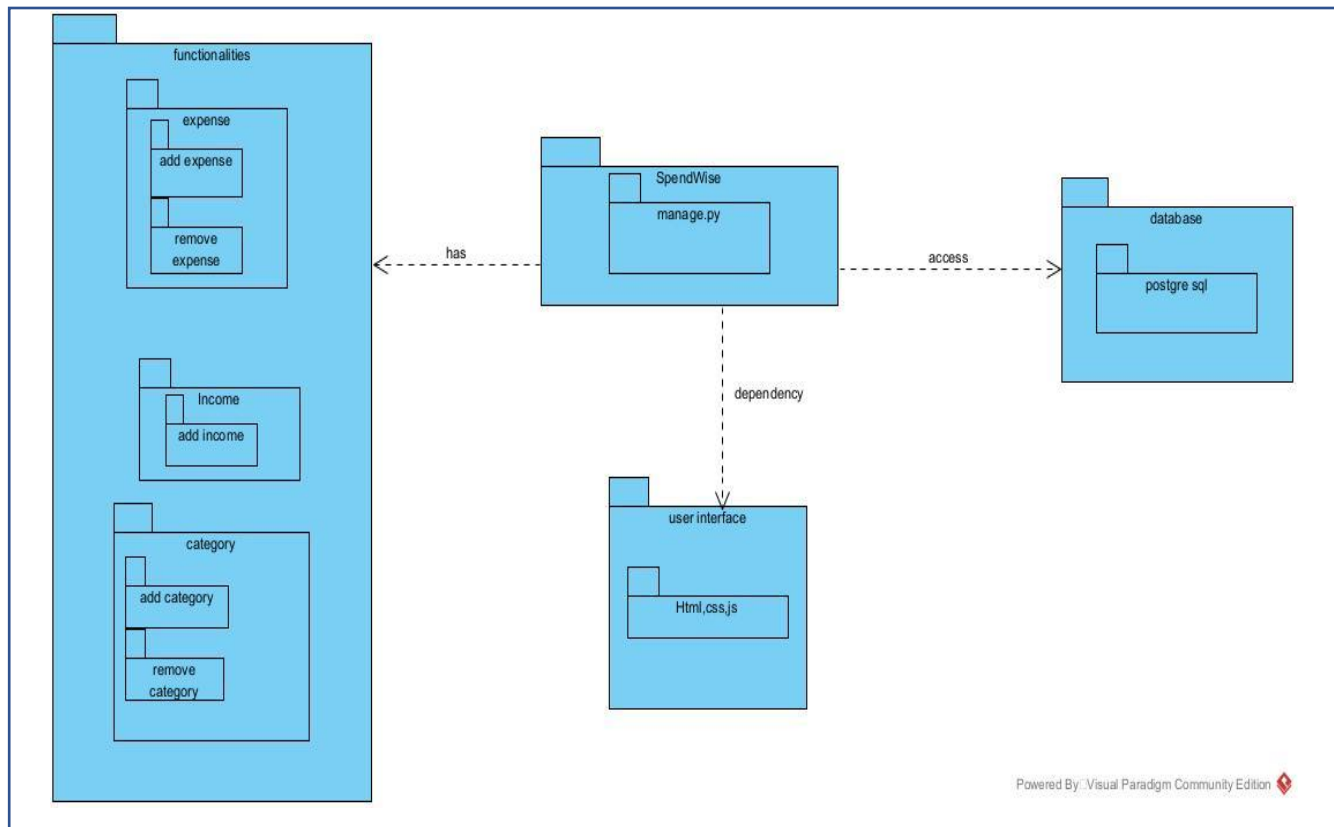 functionalities
expense
add expense
remove
expense
Income
add income
category
add category
remove
category
has
SpendWise
manage.py
access
database
postgre sql
dependency
user interface
Html,css,js
Powered By Visual Paradigm Community Edition